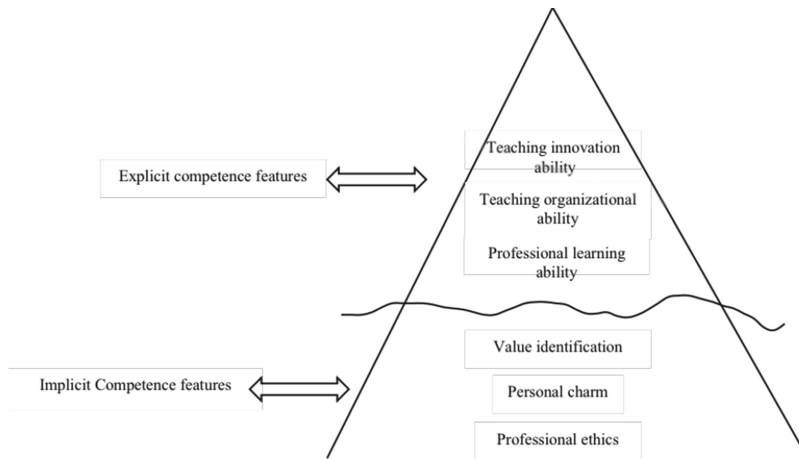 Teaching innovation
ability
Explicit competence features
Teaching organizational
ability
Professional learning
ability
Value identification
Implicit Competence features
Personal charm
Professional ethics